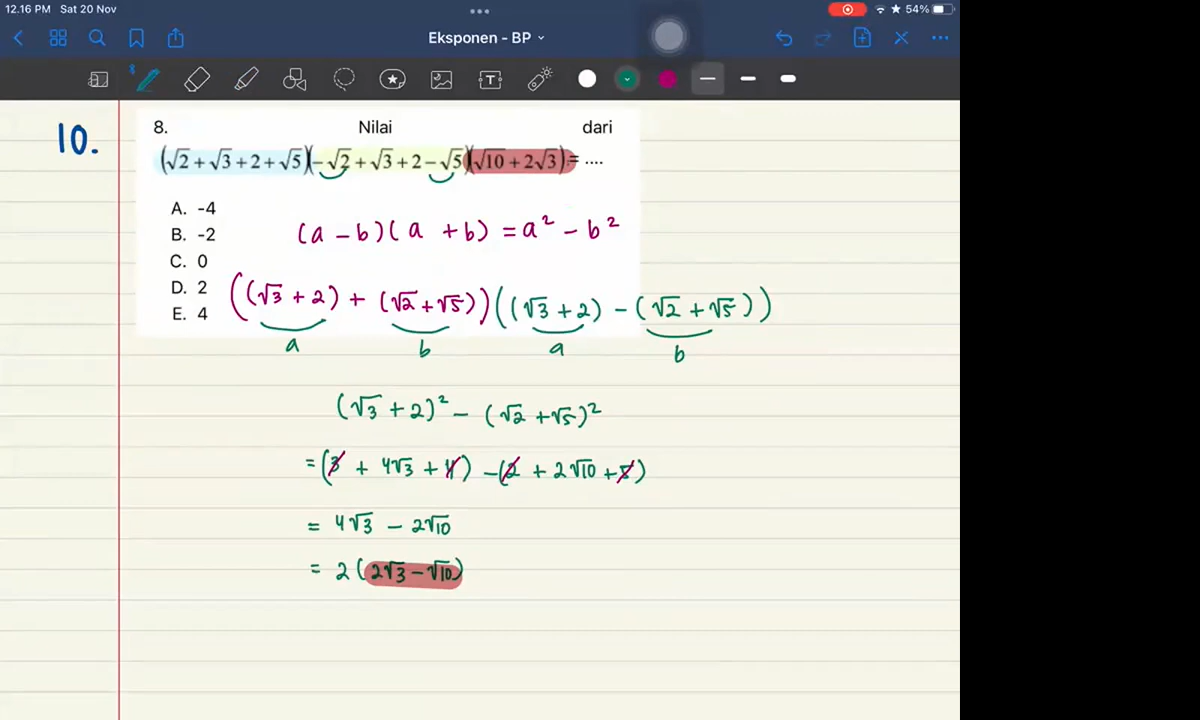 12.16 PM Sat 20 Nov
54%
Eksponen - BP
10.
8. Nilai dari
(√2 + √3 + 2 + √5)(−√2 + √3 + 2 − √5)(√10 + 2√3) = ....
A. -4
B. -2
C. 0
D. 2
E. 4
(a − b)(a + b) = a² − b²
((√3 + 2) + (√2 + √5))((√3 + 2) − (√2 + √5))
a b a b
(√3 + 2)² − (√2 + √5)²
= (3 + 4√3 + 4) − (2 + 2√10 + 5)
= 4√3 − 2√10
= 2(2√3 − √10)